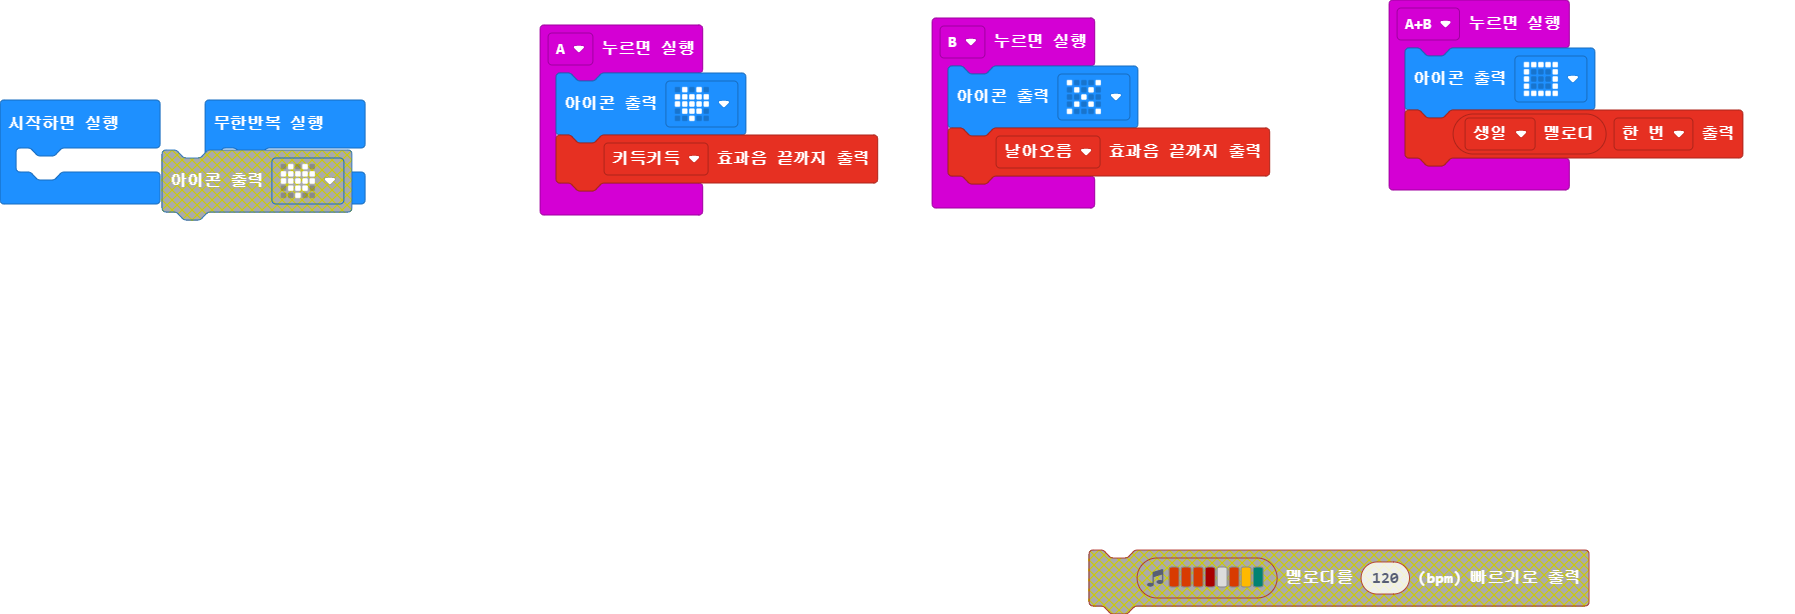 시작하면 실행
무한반복 실행
아이콘 출력
A 누르면 실행
아이콘 출력
키득키득 효과음 끝까지 출력
B 누르면 실행
아이콘 출력
날아오름 효과음 끝까지 출력
A+B 누르면 실행
아이콘 출력
생일 멜로디 한 번 출력
멜로디를 120 (bpm) 빠르기로 출력